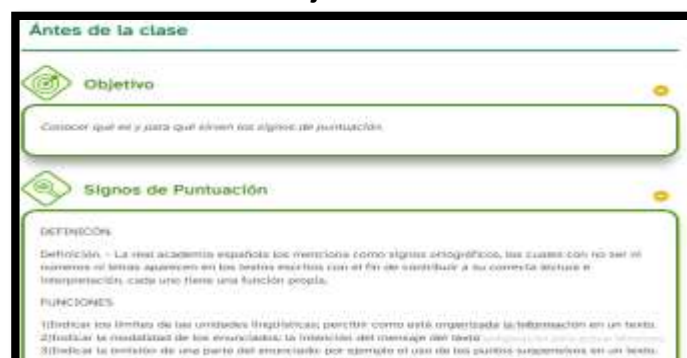 Ántes de la clase
Objetivo
Conocer qué es y para qué sirven los signos de puntuación.
Signos de Puntuación
DEFINICÓN
Definición. - La real academia española los menciona como signos ortográficos, los cuales con no ser ni
números ni letras aparecen en los textos escritos con el fin de contribuir a su correcta lectura e
interpretación, cada uno tiene una función propia.
FUNCIONES
1)Indicar los límites de las unidades lingüísticas; percibir como está organizada la información en un texto.
2)Indicar la modalidad de los enunciados; la intención del mensaje del texto
3)Indicar la omisión de una parte del enunciado por ejemplo el uso de los puntos suspensivos en un texto.